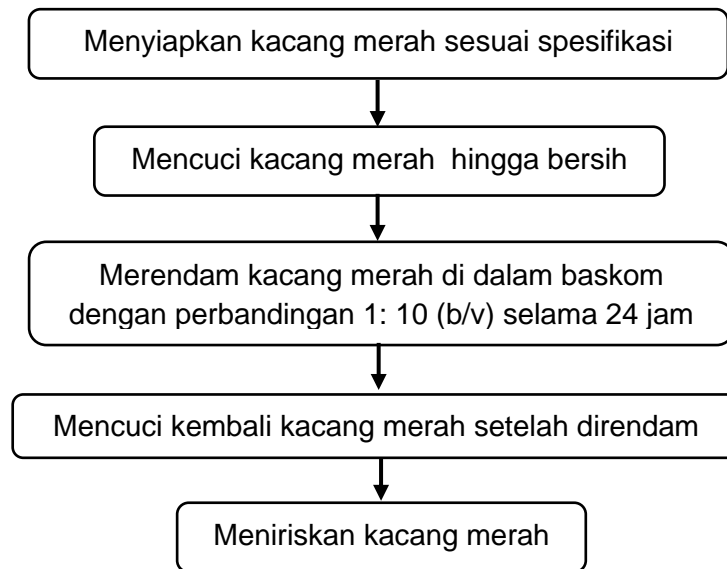 Menyiapkan kacang merah sesuai spesifikasi
Mencuci kacang merah  hingga bersih
Merendam kacang merah di dalam baskom
dengan perbandingan 1: 10 (b/v) selama 24 jam
Mencuci kembali kacang merah setelah direndam
Meniriskan kacang merah